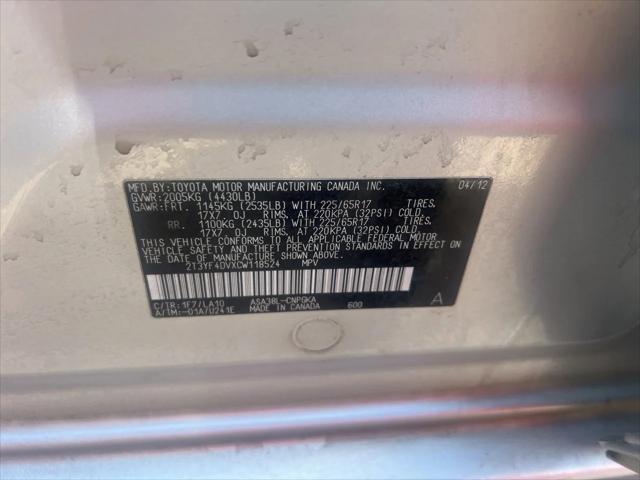 MFD.BY:TOYOTA MOTOR MANUFACTURING CANADA INC. 04/12
GVWR:2005KG (4430LB)
GAWR:FRT. 1145KG (2535LB) WITH 225/65R17 TIRES,
17X7.0J RIMS, AT 220KPA (32PSI) COLD
RR. 1100KG (2435LB) WITH 225/65R17 TIRES,
17X7.0J RIMS, AT 220KPA (32PSI) COLD
THIS VEHICLE CONFORMS TO ALL APPLICABLE FEDERAL MOTOR
VEHICLE SAFETY AND THEFT PREVENTION STANDARDS IN EFFECT
ON THE DATE OF MANUFACTURE SHOWN ABOVE.
2T3YF4DVXCW118524 MPV
C/TR:1F7/LA10 ASA38L-CNPGKA A
A/TM:-01A/U241E MADE IN CANADA 600